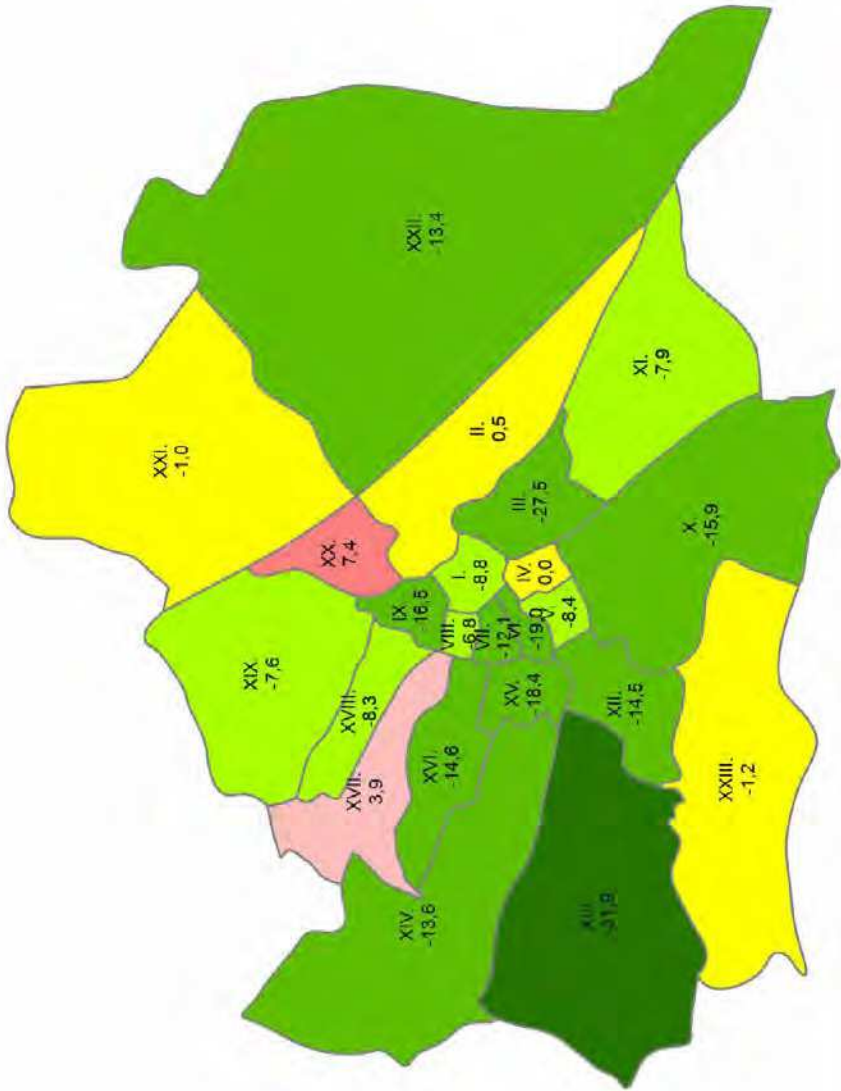 XXI.
-1,0
XXII.
-13,4
XIX.
-7,6
XX.
7,4
XVIII.
-8,3
XVII.
3,9
IX.
-16,5
II.
0,5
XI.
-7,9
III.
-27,5
I.
-8,8
VIII.
-6,8
IV.
0,0
VII.
-12,1
VI.
-19,0
V.
-8,4
XVI.
-14,6
XV.
-18,4
X.
-15,9
XII.
-14,5
XIV.
-13,6
XIII.
-31,9
XXIII.
-1,2